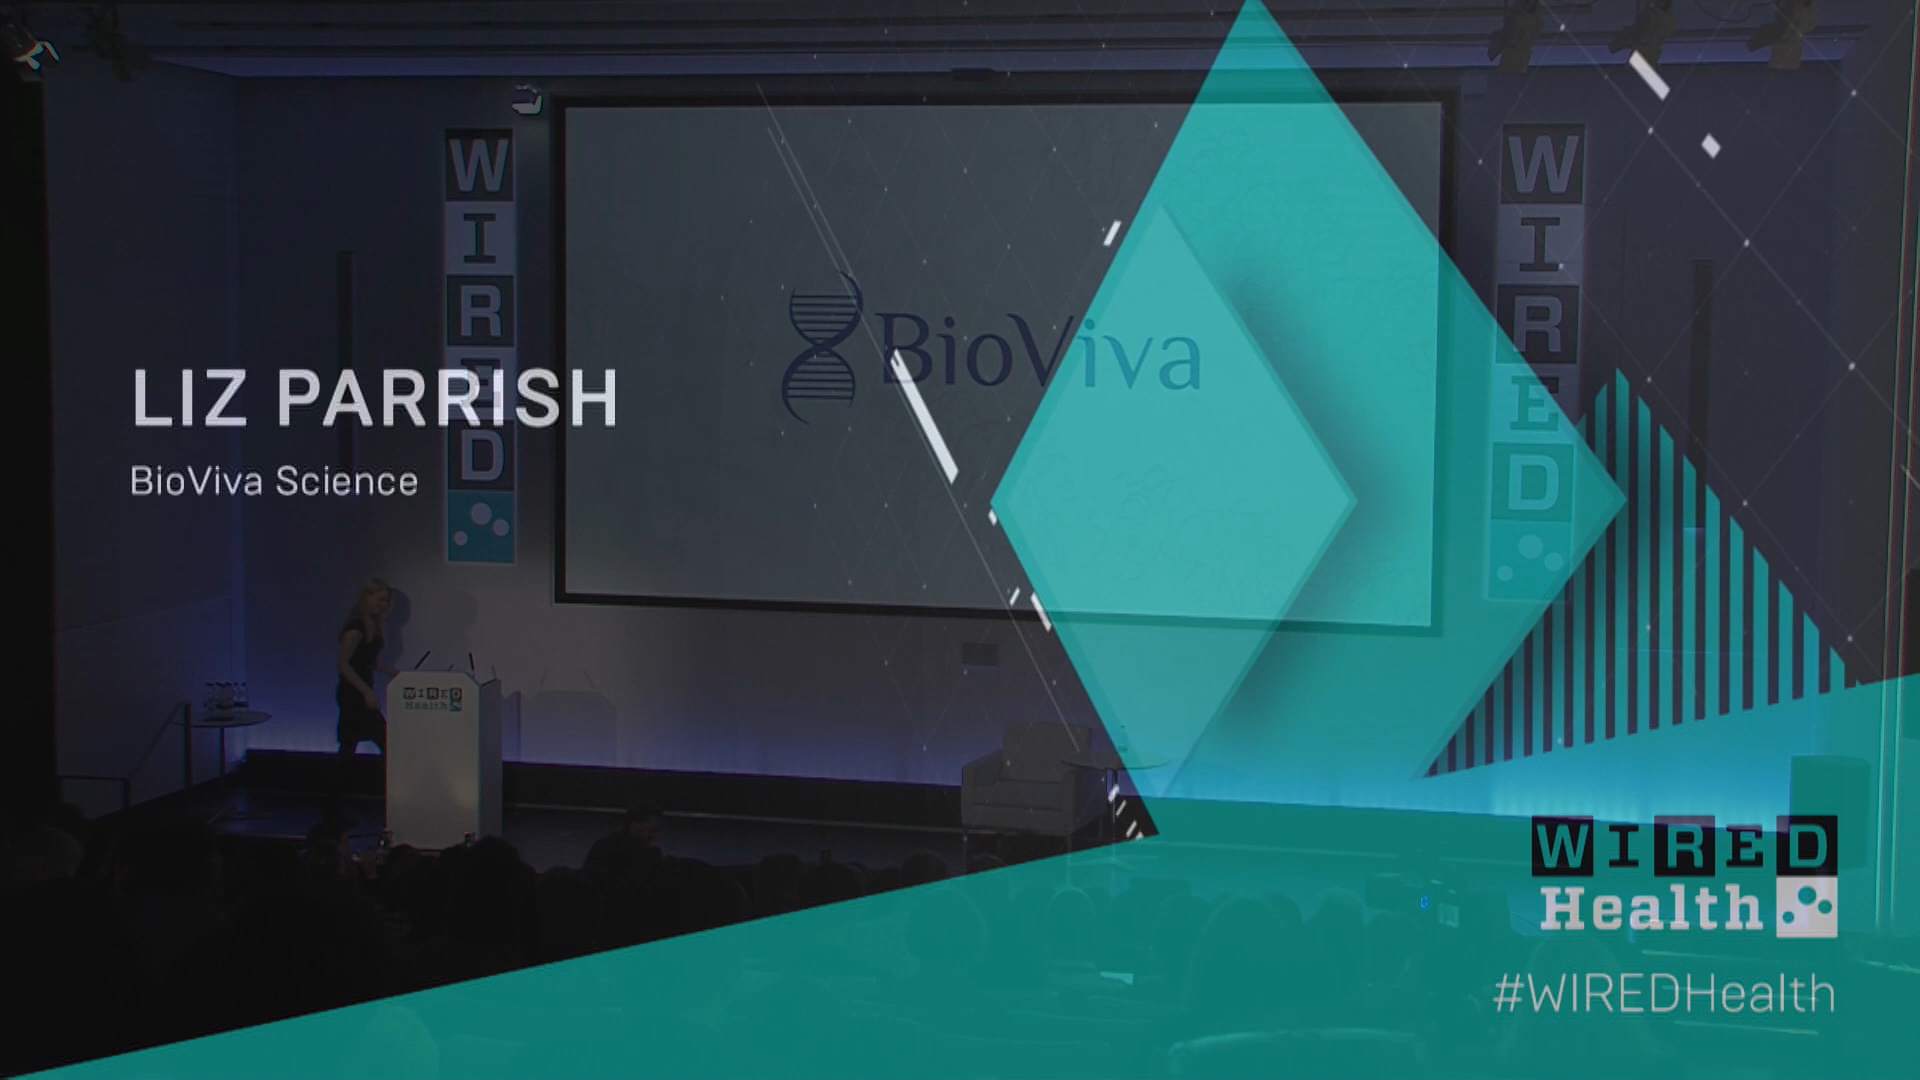 WIRED
WIRED
BioViva
LIZ PARRISH
BioViva Science
WIRED
Health
WIRED
Health
#WIREDHealth